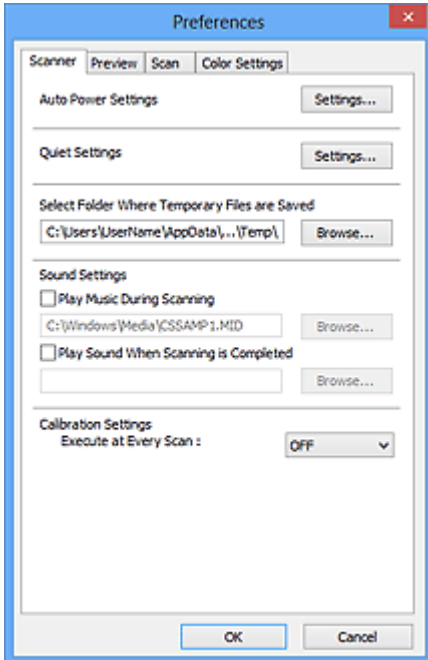 Preferences
Scanner Preview Scan Color Settings
Auto Power Settings Settings...
Quiet Settings Settings...
Select Folder Where Temporary Files are Saved
C:\Users\UserName\AppData\...\Temp\ Browse...
Sound Settings
Play Music During Scanning
C:\Windows\Media\CSSAMP1.MID Browse...
Play Sound When Scanning is Completed
Browse...
Calibration Settings
Execute at Every Scan : OFF
OK Cancel